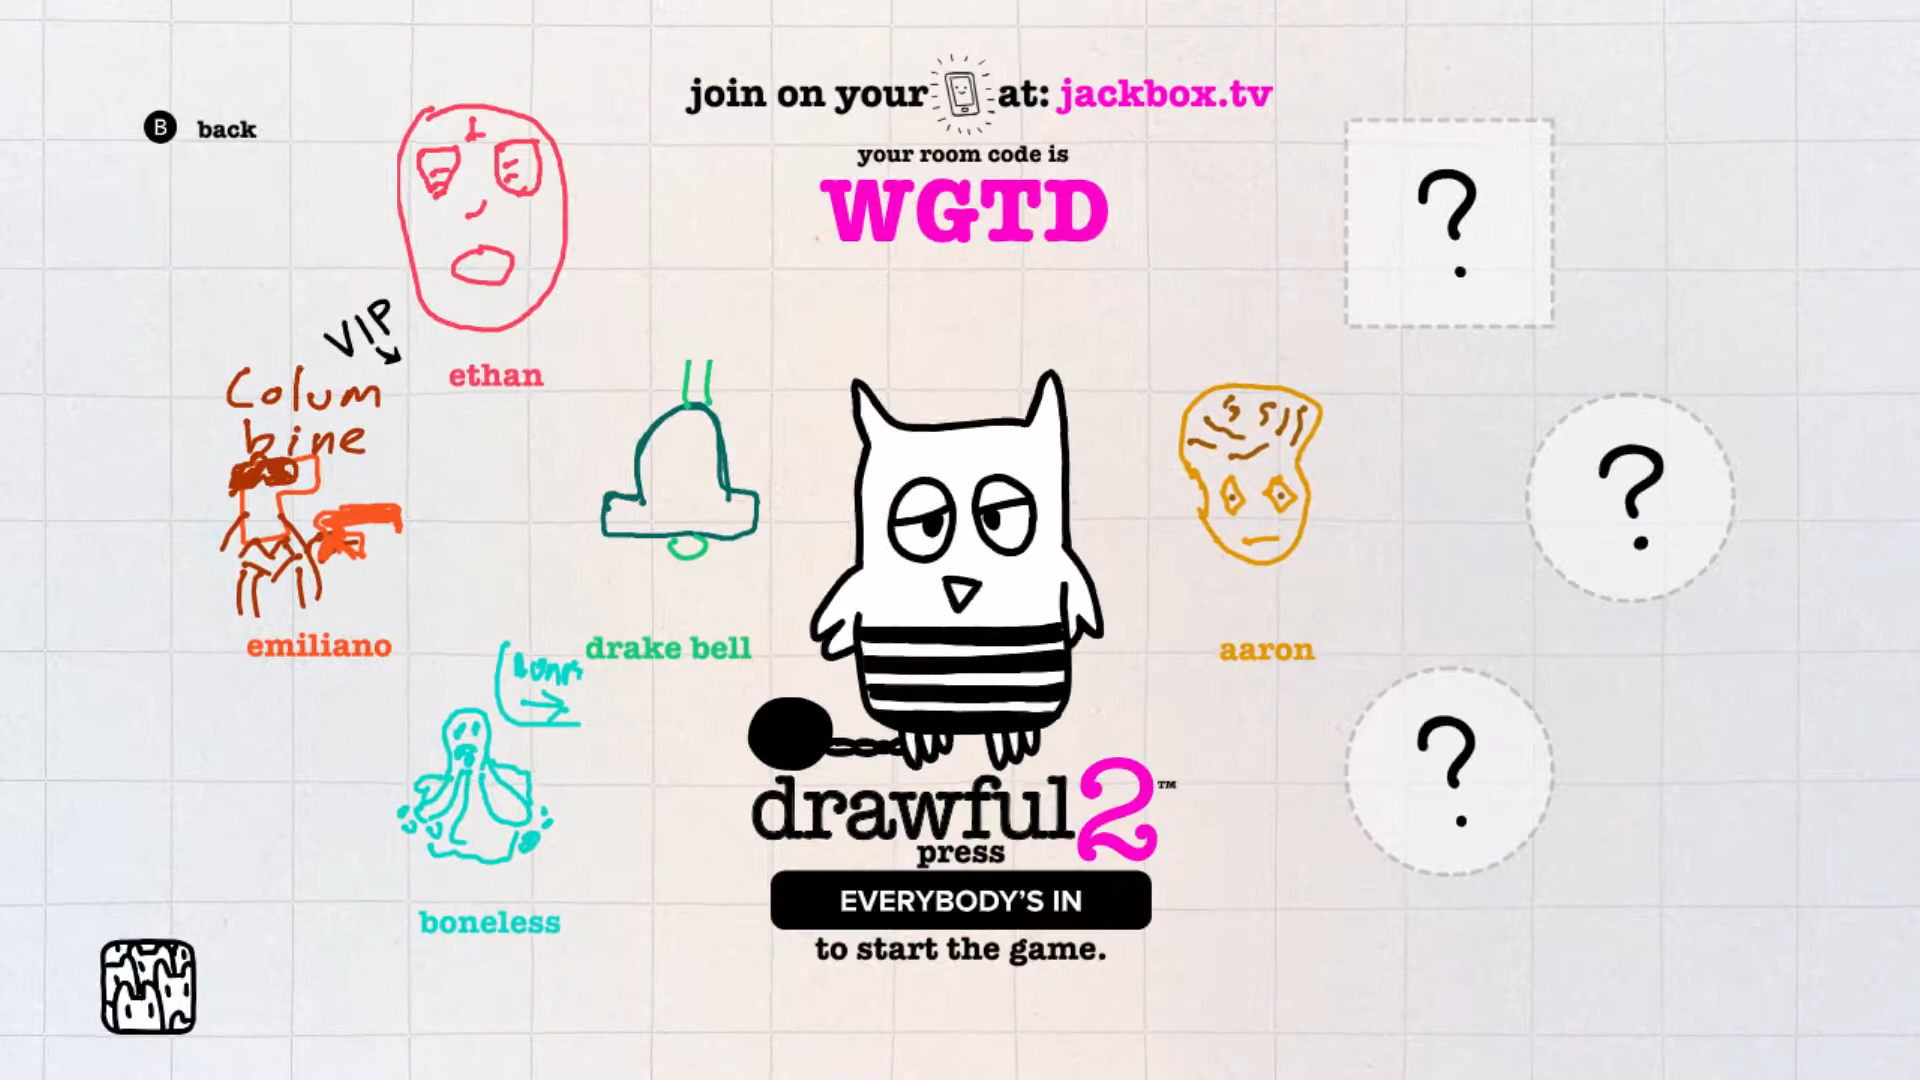 join on your at: jackbox.tv
B back
your room code is
WGTD
VIP
ethan
Colum
bine
emiliano
drake bell
aaron
boneless
drawful 2™
press
EVERYBODY'S IN
to start the game.
?
?
?